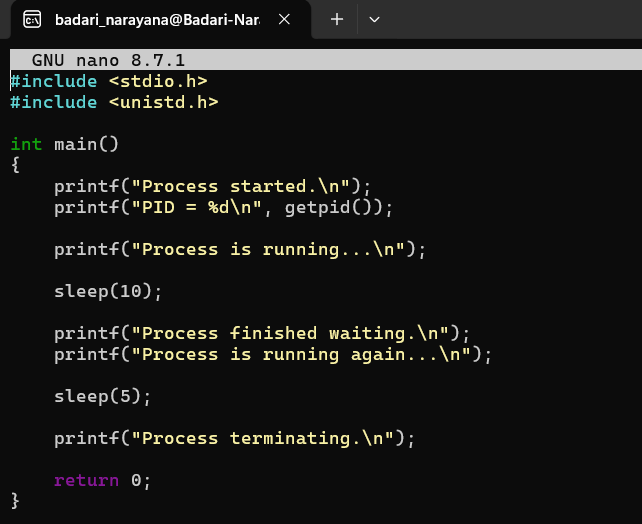 badari_narayana@Badari-Nar
GNU nano 8.7.1
#include <stdio.h>
#include <unistd.h>

int main()
{
    printf("Process started.\n");
    printf("PID = %d\n", getpid());

    printf("Process is running...\n");

    sleep(10);

    printf("Process finished waiting.\n");
    printf("Process is running again...\n");

    sleep(5);

    printf("Process terminating.\n");

    return 0;
}